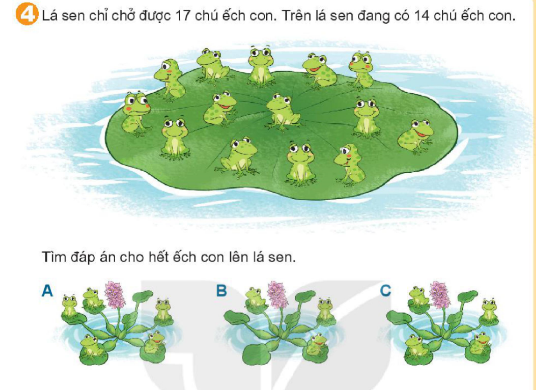 4 Lá sen chỉ chở được 17 chú ếch con. Trên lá sen đang có 14 chú ếch con.
Tìm đáp án cho hết ếch con lên lá sen.
A B C